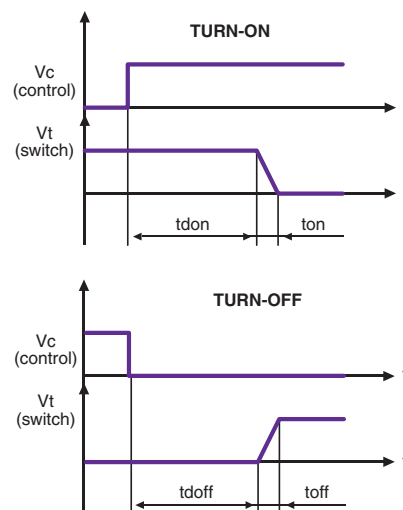 TURN-ON
Vc
(control)
Vt
(switch)
tdon
ton
TURN-OFF
Vc
(control)
Vt
(switch)
tdoff
toff